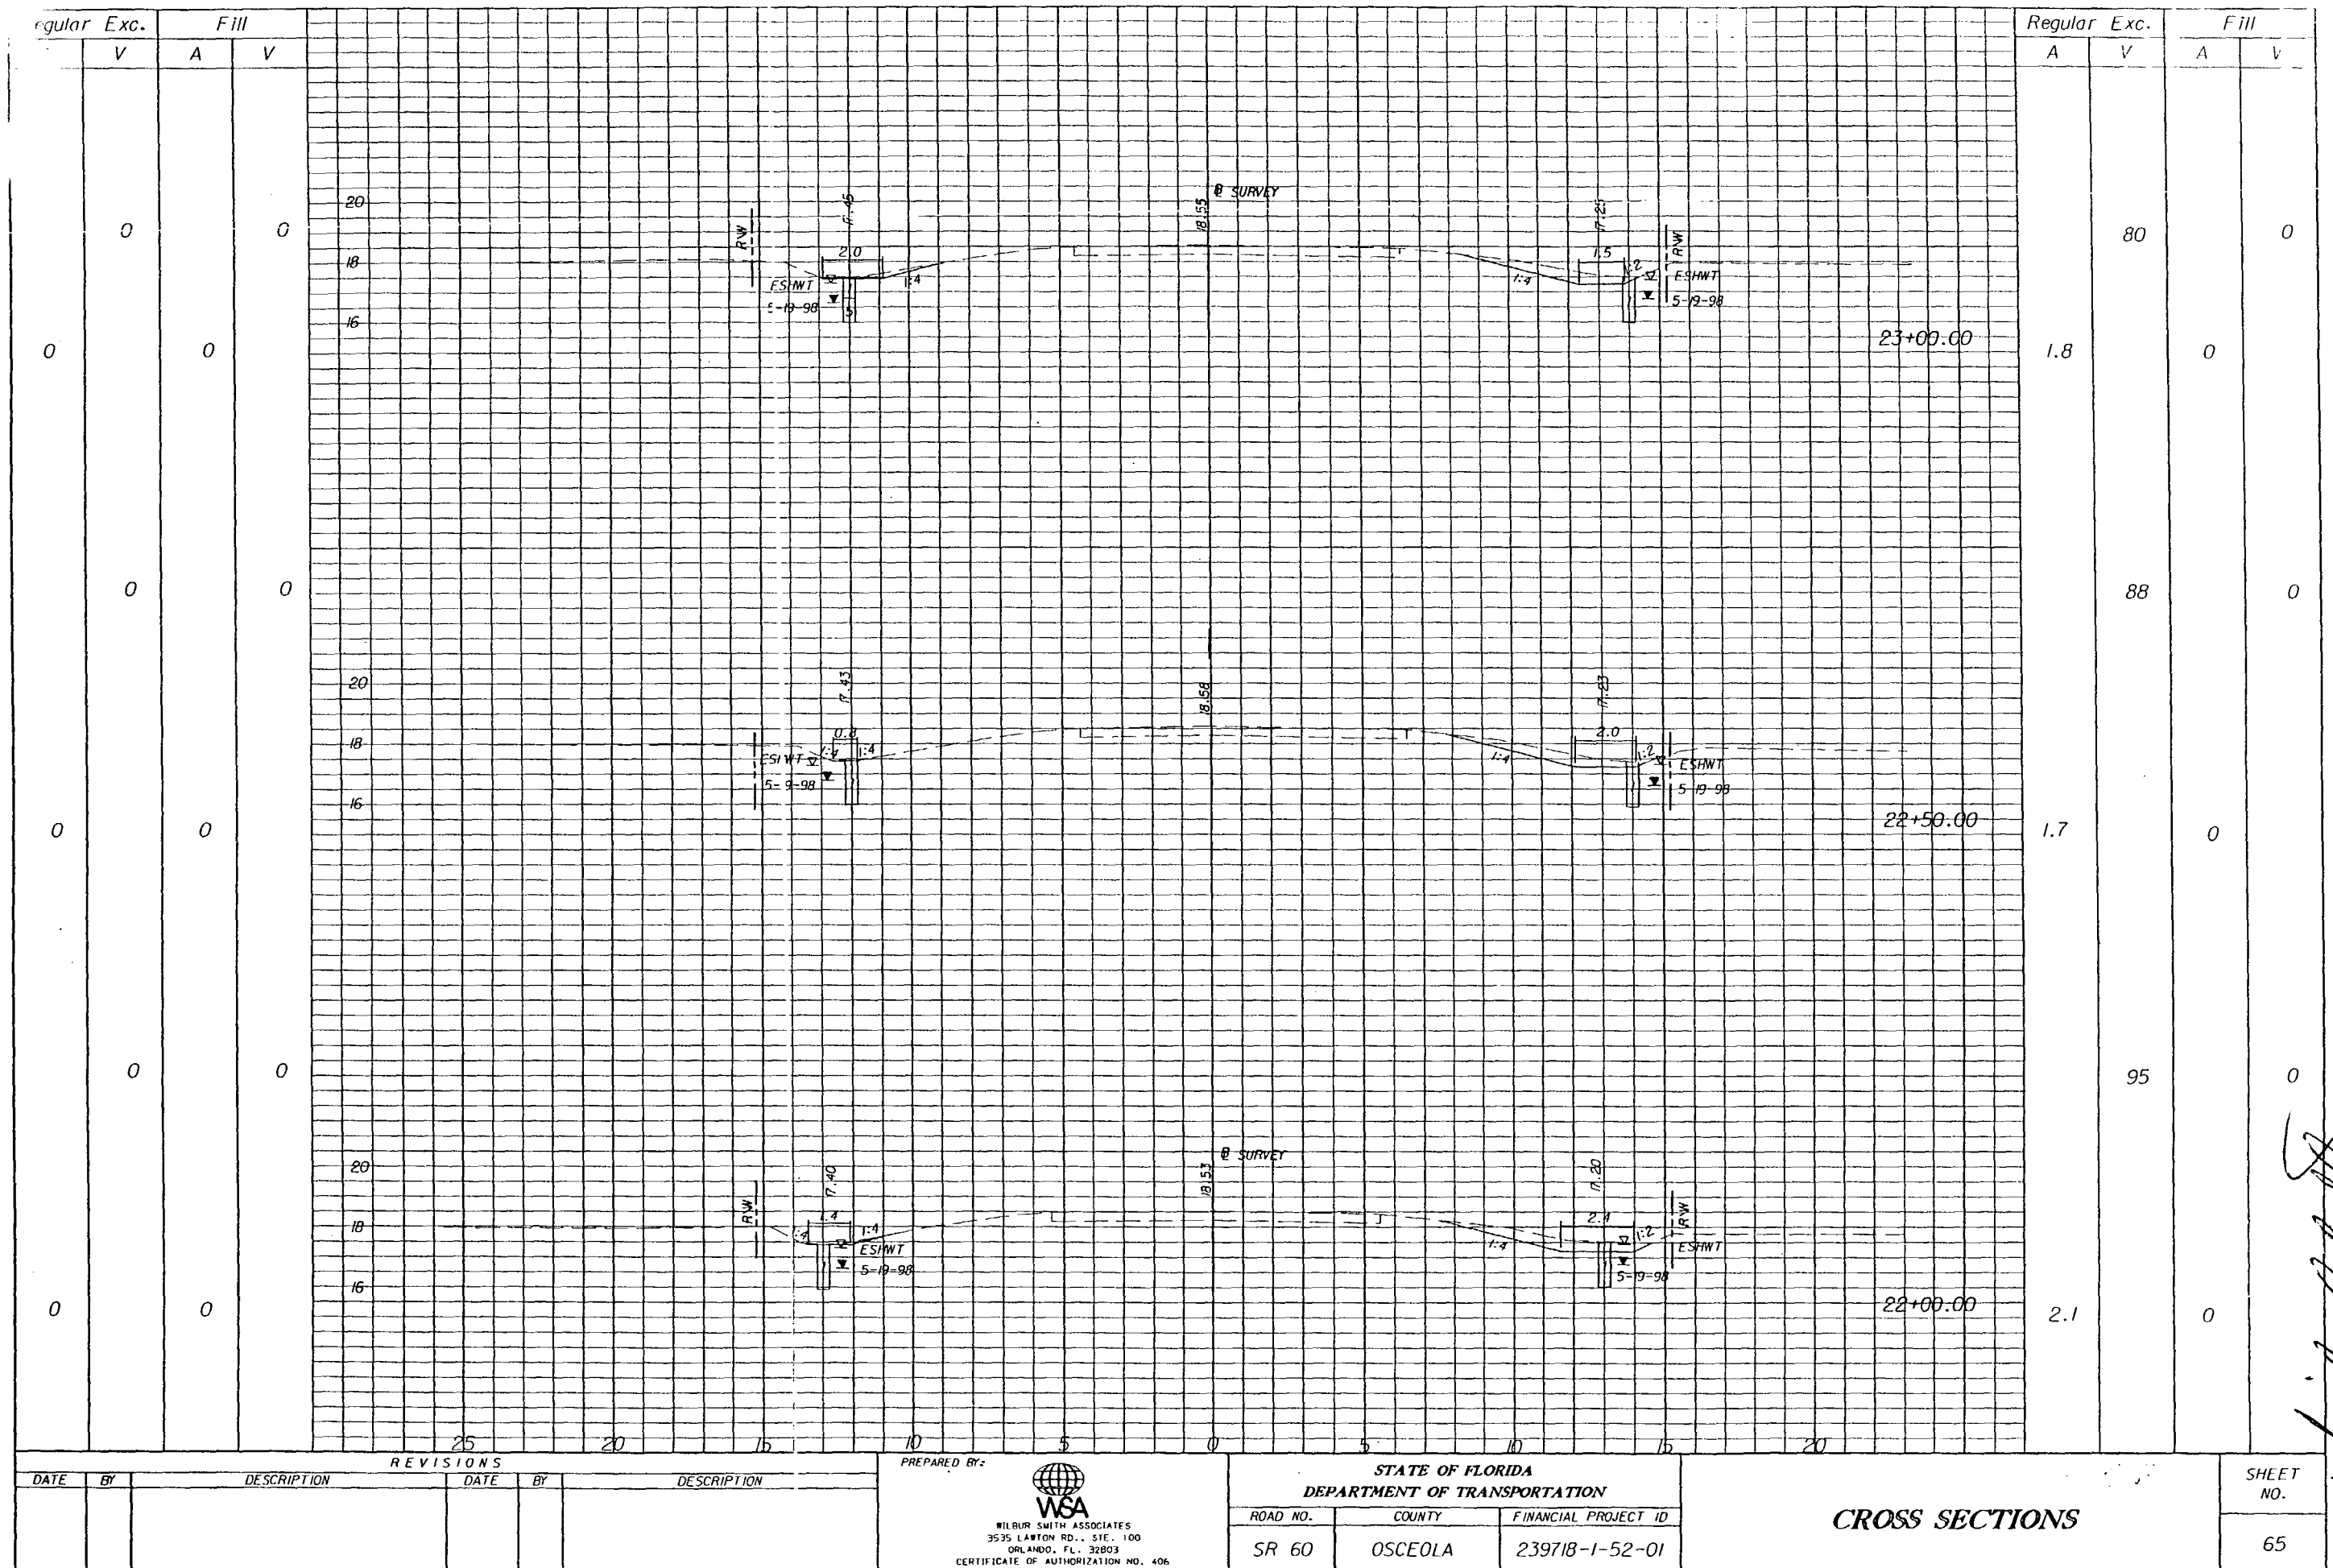 Regular Exc. Fill
V A V
A V A V
20
18
16
0 0
R/W
17.45
2.0
1:4
ESHWT
5-19-98
5
18.55
℄ SURVEY
17.25
1.5
1:4
1:2
R/W
ESHWT
5-19-98
80 0
23+00.00
0 0
1.8 0
0 0
88 0
20
18
16
17.43
0.8
1:4 1:4
ESHWT
18.58
17.23
2.0
1:4
1:2
ESHWT
5-19-98
22+50.00
0 0
1.7 0
0 0
95 0
20
18
16
R/W
17.40
1.4
1:4 1:4
ESHWT
5-19-98
18.53
℄ SURVEY
17.20
2.4
1:4
1:2
R/W
ESHWT
5-19-98
22+00.00
0 0
2.1 0
25 20 15 10 5 0 5 10 15 20
REVISIONS
DATE BY DESCRIPTION DATE BY DESCRIPTION
PREPARED BY:
WSA
WILBUR SMITH ASSOCIATES
3535 LAWTON RD., STE. 100
ORLANDO, FL. 32803
CERTIFICATE OF AUTHORIZATION NO. 406
STATE OF FLORIDA
DEPARTMENT OF TRANSPORTATION
ROAD NO. COUNTY FINANCIAL PROJECT ID
SR 60 OSCEOLA 239718-1-52-01
CROSS SECTIONS
SHEET
NO.
65